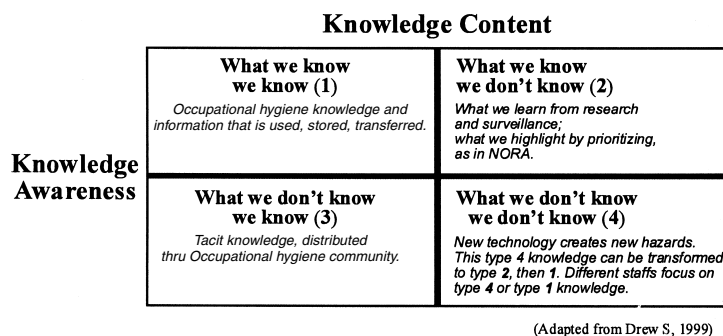 Knowledge Content
What we know
we know (1)
Occupational hygiene knowledge and
information that is used, stored, transferred.
What we know
we don't know (2)
What we learn from research
and surveillance;
what we highlight by prioritizing,
as in NORA.
Knowledge
Awareness
What we don't know
we know (3)
Tacit knowledge, distributed
thru Occupational hygiene community.
What we don't know
we don't know (4)
New technology creates new hazards.
This type 4 knowledge can be transformed
to type 2, then 1. Different staffs focus on
type 4 or type 1 knowledge.
(Adapted from Drew S, 1999)